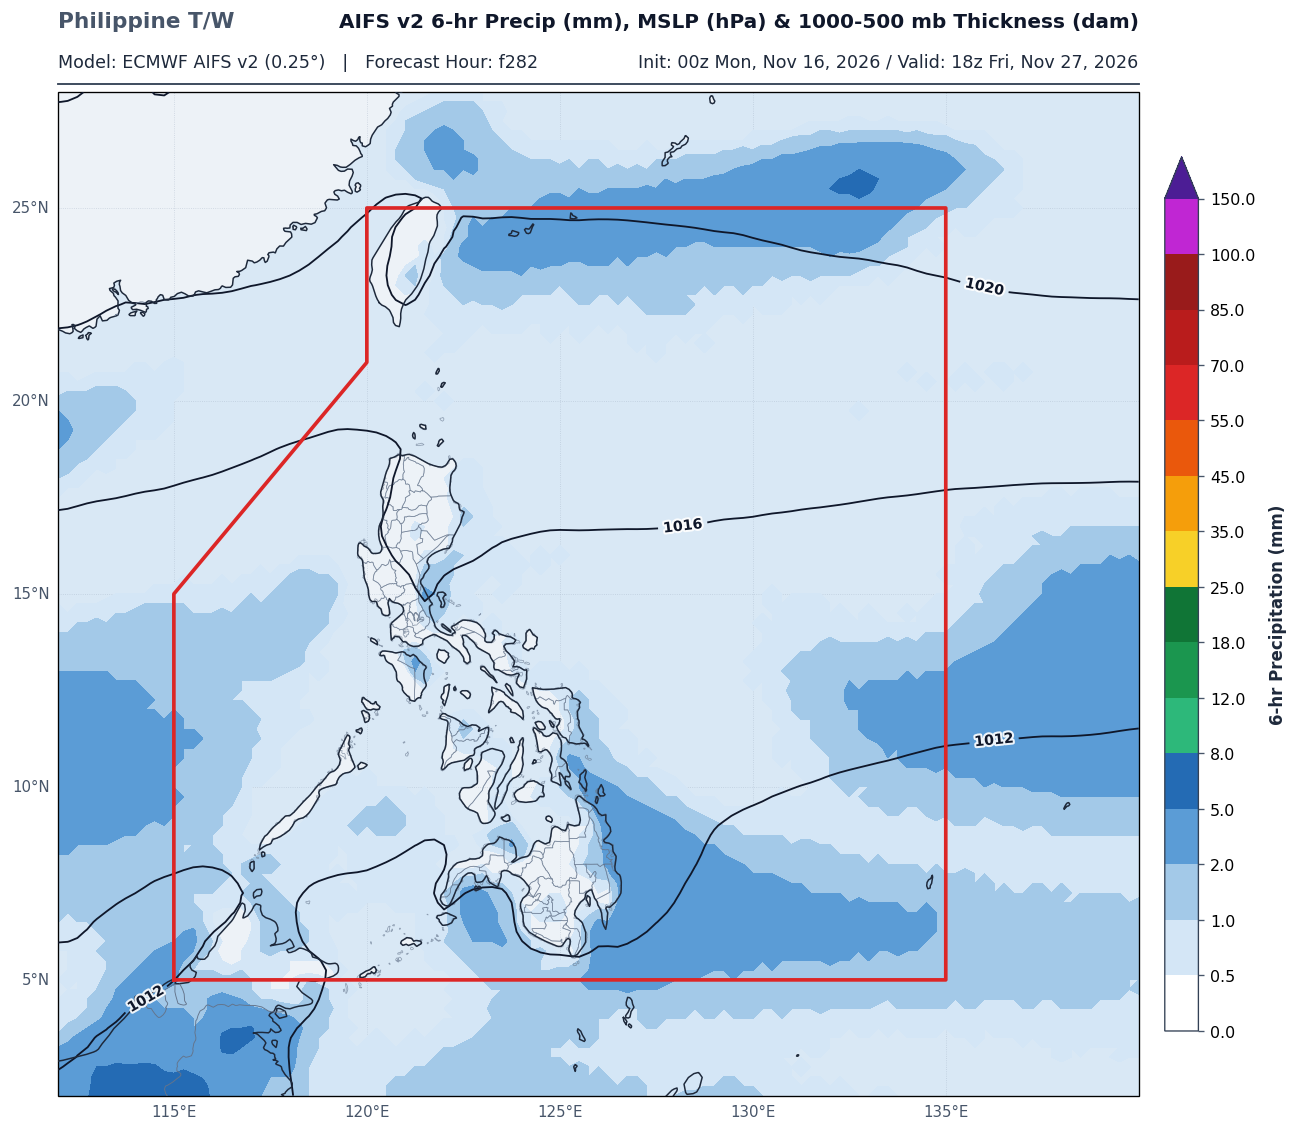 Philippine T/W
AIFS v2 6-hr Precip (mm), MSLP (hPa) & 1000-500 mb Thickness (dam)
Model: ECMWF AIFS v2 (0.25°) | Forecast Hour: f282
Init: 00z Mon, Nov 16, 2026 / Valid: 18z Fri, Nov 27, 2026
25°N
20°N
15°N
10°N
5°N
1020
1016
1012
1012
115°E
120°E
125°E
130°E
135°E
150.0
100.0
85.0
70.0
55.0
45.0
35.0
25.0
18.0
12.0
8.0
5.0
2.0
1.0
0.5
0.0
6-hr Precipitation (mm)